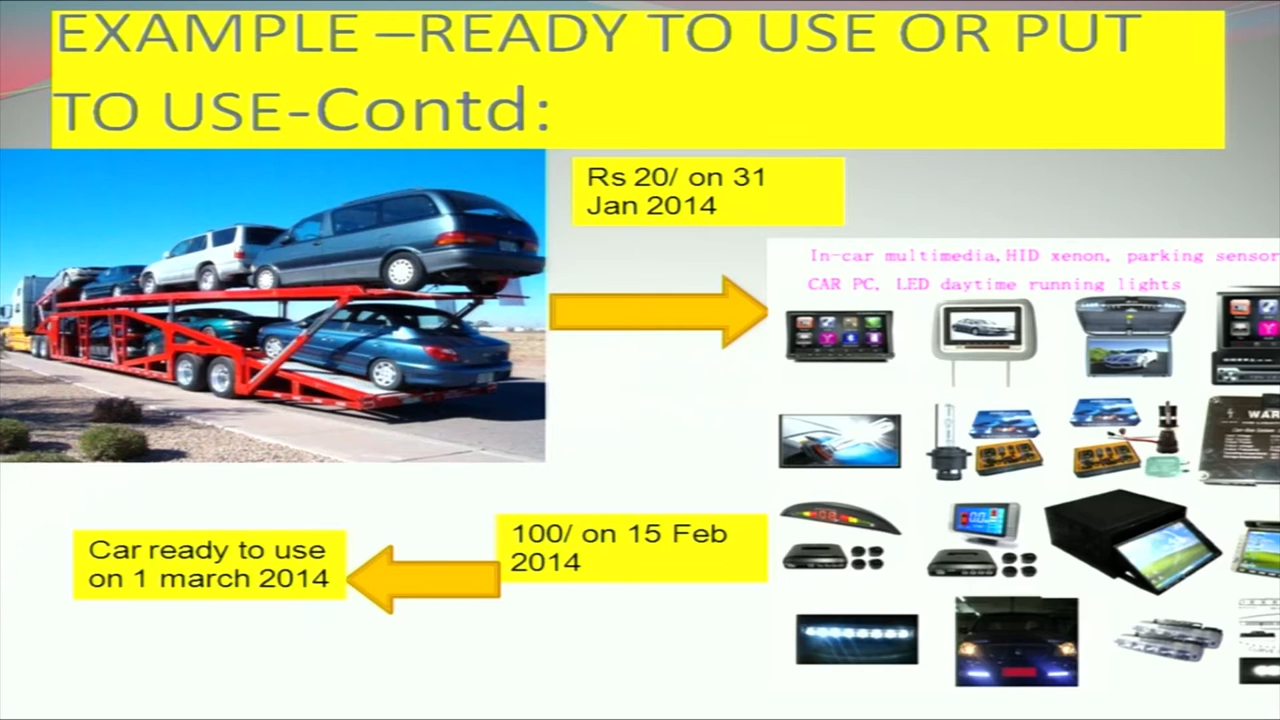 EXAMPLE –READY TO USE OR PUT
TO USE-Contd:
Rs 20/ on 31
Jan 2014
In-car multimedia,HID xenon, parking sensor
CAR PC, LED daytime running lights
100/ on 15 Feb
2014
Car ready to use
on 1 march 2014